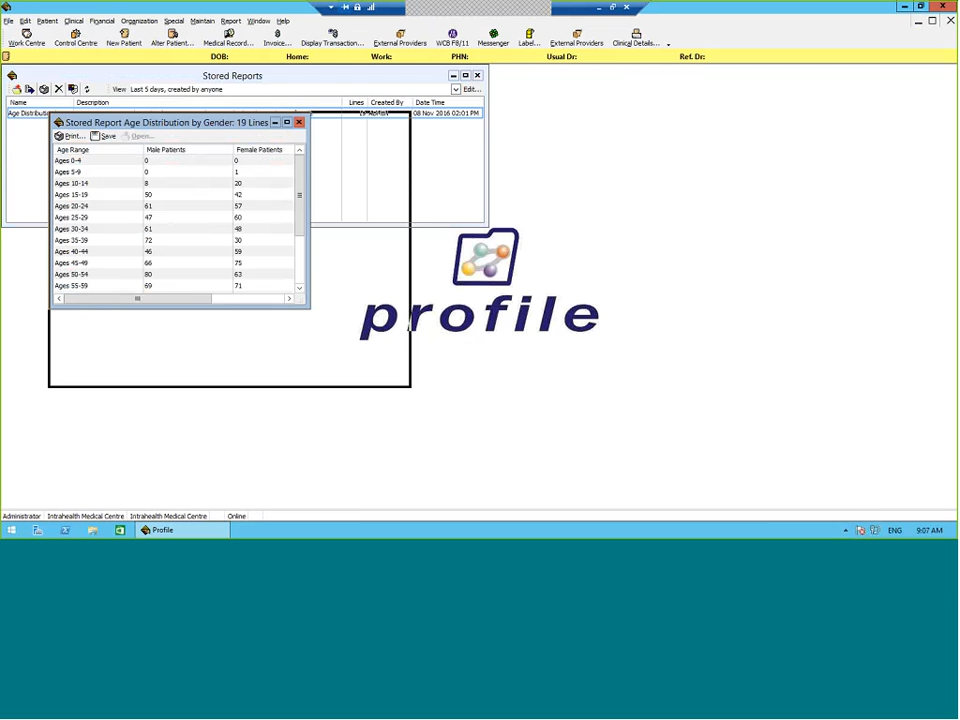 File Edit Patient Clinical Financial Organization Special Maintain Report Window Help
Work Centre Control Centre New Patient Alter Patient... Medical Record... Invoice... Display Transaction... External Providers WCB F8/11 Messenger Label... External Providers Clinical Details...
DOB: Home: Work: PHN: Usual Dr: Ref. Dr:
Stored Reports
View Last 5 days, created by anyone Edit...
Name Description Lines Created By Date Time
08 Nov 2016 02:01 PM
Stored Report Age Distribution by Gender: 19 Lines
Print... Save Open...
Age Range Male Patients Female Patients
Ages 0-4 0 0
Ages 5-9 0 1
Ages 10-14 8 20
Ages 15-19 50 42
Ages 20-24 61 57
Ages 25-29 47 60
Ages 30-34 61 48
Ages 35-39 72 30
Ages 40-44 46 59
Ages 45-49 66 75
Ages 50-54 80 63
Ages 55-59 69 71
profile
Administrator Intrahealth Medical Centre Intrahealth Medical Centre Online
Profile ENG 9:07 AM